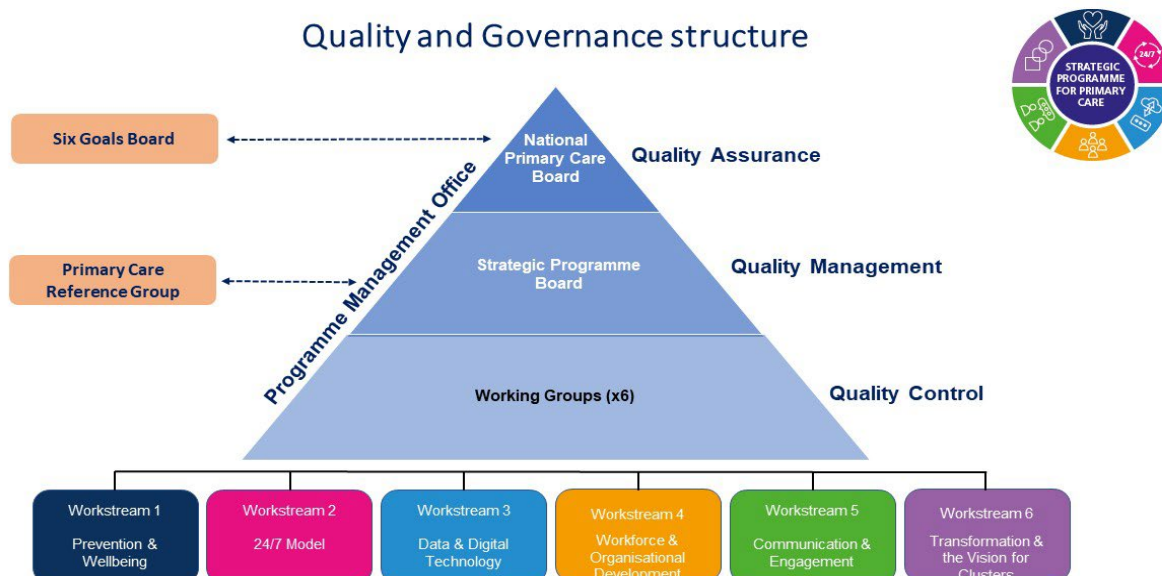 Quality and Governance structure
24/7
STRATEGIC
PROGRAMME
FOR PRIMARY
CARE
Six Goals Board
National
Primary Care
Board
Quality Assurance
Programme Management Office
Primary Care
Reference Group
Strategic Programme
Board
Quality Management
Working Groups (x6)
Quality Control
Workstream 1
Prevention &
Wellbeing
Workstream 2
24/7 Model
Workstream 3
Data & Digital
Technology
Workstream 4
Workforce &
Organisational
Development
Workstream 5
Communication &
Engagement
Workstream 6
Transformation &
the Vision for
Clusters